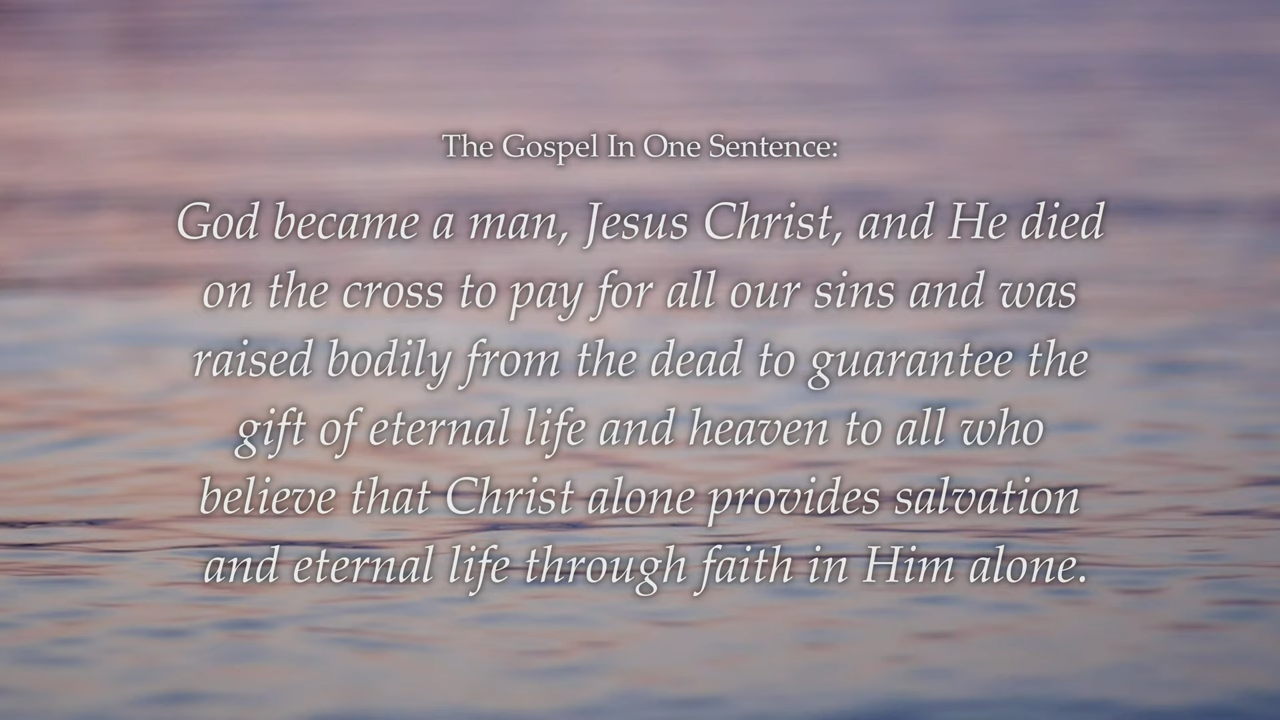 The Gospel In One Sentence:
God became a man, Jesus Christ, and He died
on the cross to pay for all our sins and was
raised bodily from the dead to guarantee the
gift of eternal life and heaven to all who
believe that Christ alone provides salvation
and eternal life through faith in Him alone.